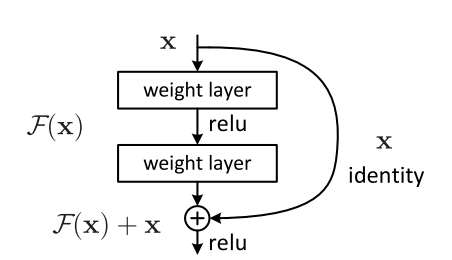 x
weight layer
relu
F(x)
x
weight layer
identity
F(x) + x
+
relu